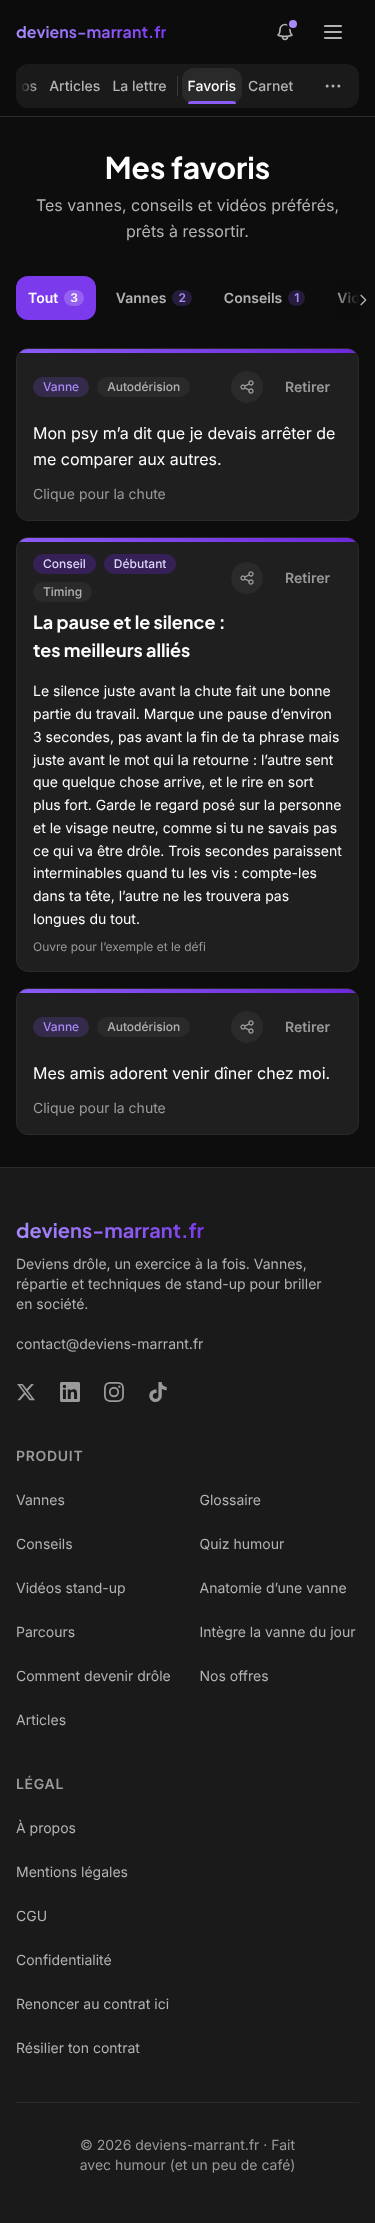 deviens-marrant.fr
os Articles La lettre Favoris Carnet
Mes favoris
Tes vannes, conseils et vidéos préférés,
prêts à ressortir.
Tout 3 Vannes 2 Conseils 1
Vanne Autodérision Retirer
Mon psy m’a dit que je devais arrêter de
me comparer aux autres.
Clique pour la chute
Conseil Débutant Retirer
Timing
La pause et le silence :
tes meilleurs alliés
Le silence juste avant la chute fait une bonne
partie du travail. Marque une pause d’environ
3 secondes, pas avant la fin de ta phrase mais
juste avant le mot qui la retourne : l’autre sent
que quelque chose arrive, et le rire en sort
plus fort. Garde le regard posé sur la personne
et le visage neutre, comme si tu ne savais pas
ce qui va être drôle. Trois secondes paraissent
interminables quand tu les vis : compte-les
dans ta tête, l’autre ne les trouvera pas
longues du tout.
Ouvre pour l’exemple et le défi
Vanne Autodérision Retirer
Mes amis adorent venir dîner chez moi.
Clique pour la chute
deviens-marrant.fr
Deviens drôle, un exercice à la fois. Vannes,
répartie et techniques de stand-up pour briller
en société.
contact@deviens-marrant.fr
PRODUIT
Vannes Glossaire
Conseils Quiz humour
Vidéos stand-up Anatomie d’une vanne
Parcours Intègre la vanne du jour
Comment devenir drôle Nos offres
Articles
LÉGAL
À propos
Mentions légales
CGU
Confidentialité
Renoncer au contrat ici
Résilier ton contrat
© 2026 deviens-marrant.fr · Fait
avec humour (et un peu de café)